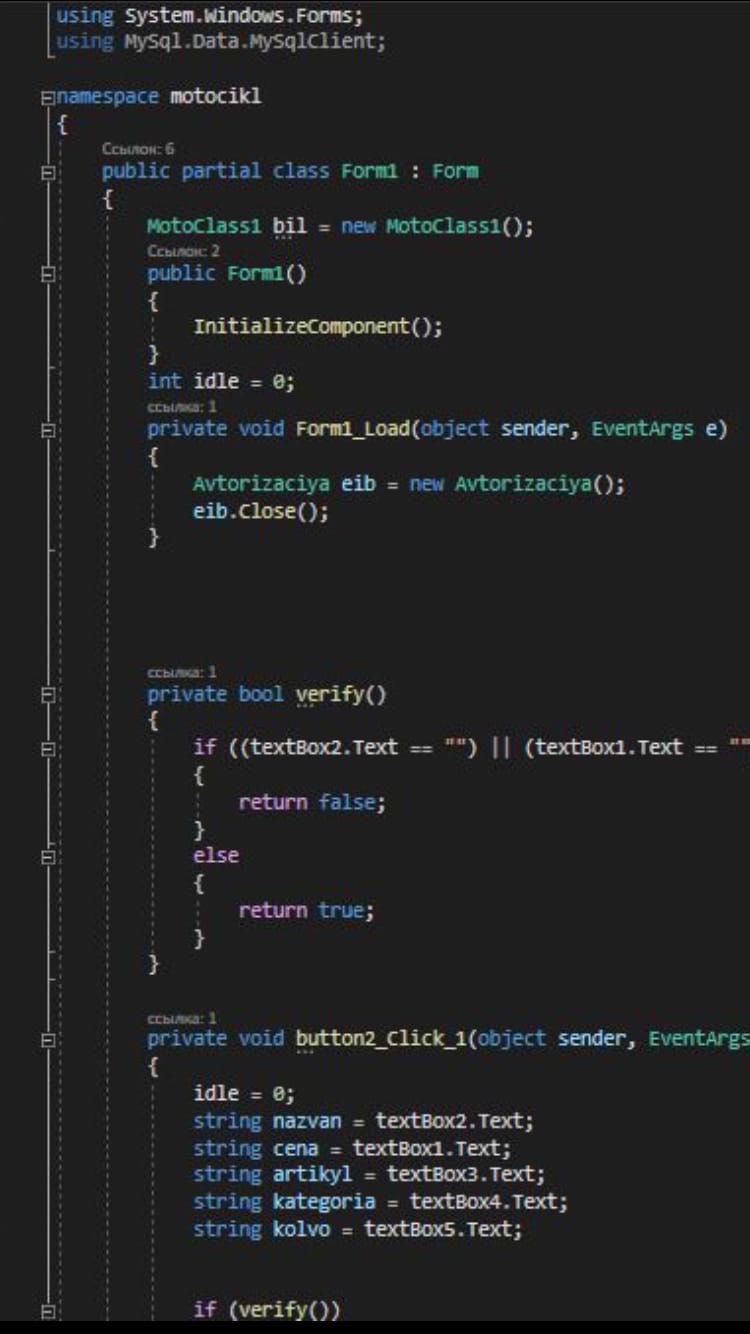 using System.Windows.Forms;
using MySql.Data.MySqlClient;
namespace motocikl
{
Ссылок: 6
public partial class Form1 : Form
{
MotoClass1 bil = new MotoClass1();
Ссылок: 2
public Form1()
{
InitializeComponent();
}
int idle = 0;
ссылка: 1
private void Form1_Load(object sender, EventArgs e)
{
Avtorizaciya eib = new Avtorizaciya();
eib.Close();
}
ссылка: 1
private bool verify()
{
if ((textBox2.Text == "") || (textBox1.Text == ""
{
return false;
}
else
{
return true;
}
}
ссылка: 1
private void button2_Click_1(object sender, EventArgs
{
idle = 0;
string nazvan = textBox2.Text;
string cena = textBox1.Text;
string artikyl = textBox3.Text;
string kategoria = textBox4.Text;
string kolvo = textBox5.Text;
if (verify())